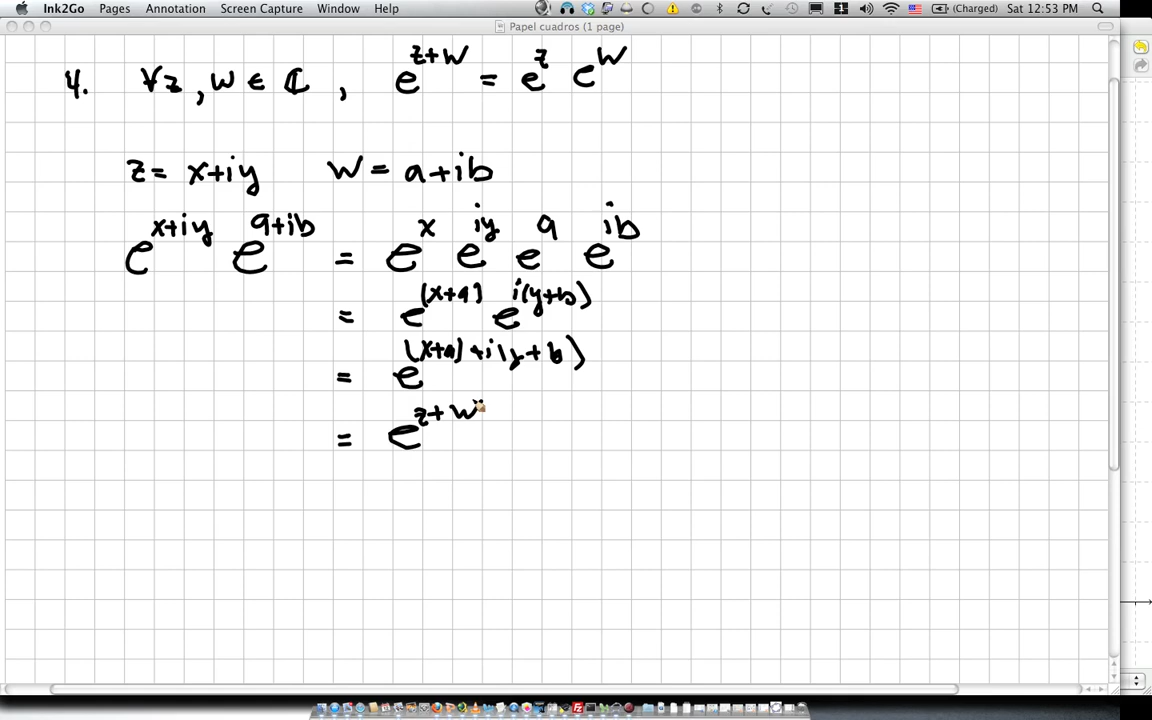 Ink2Go Pages Annotation Screen Capture Window Help (Charged) Sat 12:53 PM
Papel cuadros (1 page)
4. ∀z, w ∈ ℂ, e^{z+w} = e^z e^w
z = x+iy w = a+ib
e^{x+iy} e^{a+ib} = e^x e^{iy} e^a e^{ib}
= e^{(x+a)} e^{i(y+b)}
= e^{(x+a)+i(y+b)}
= e^{z+w}